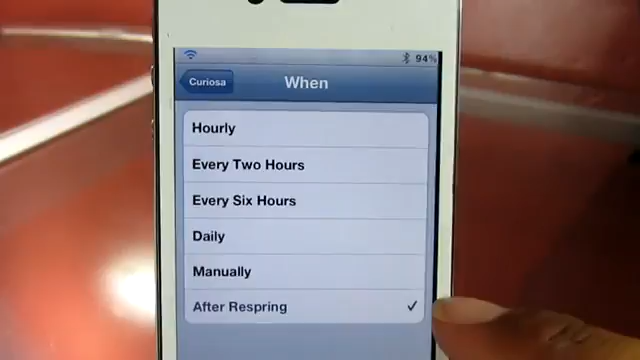 94%
Curiosa
When
Hourly
Every Two Hours
Every Six Hours
Daily
Manually
After Respring